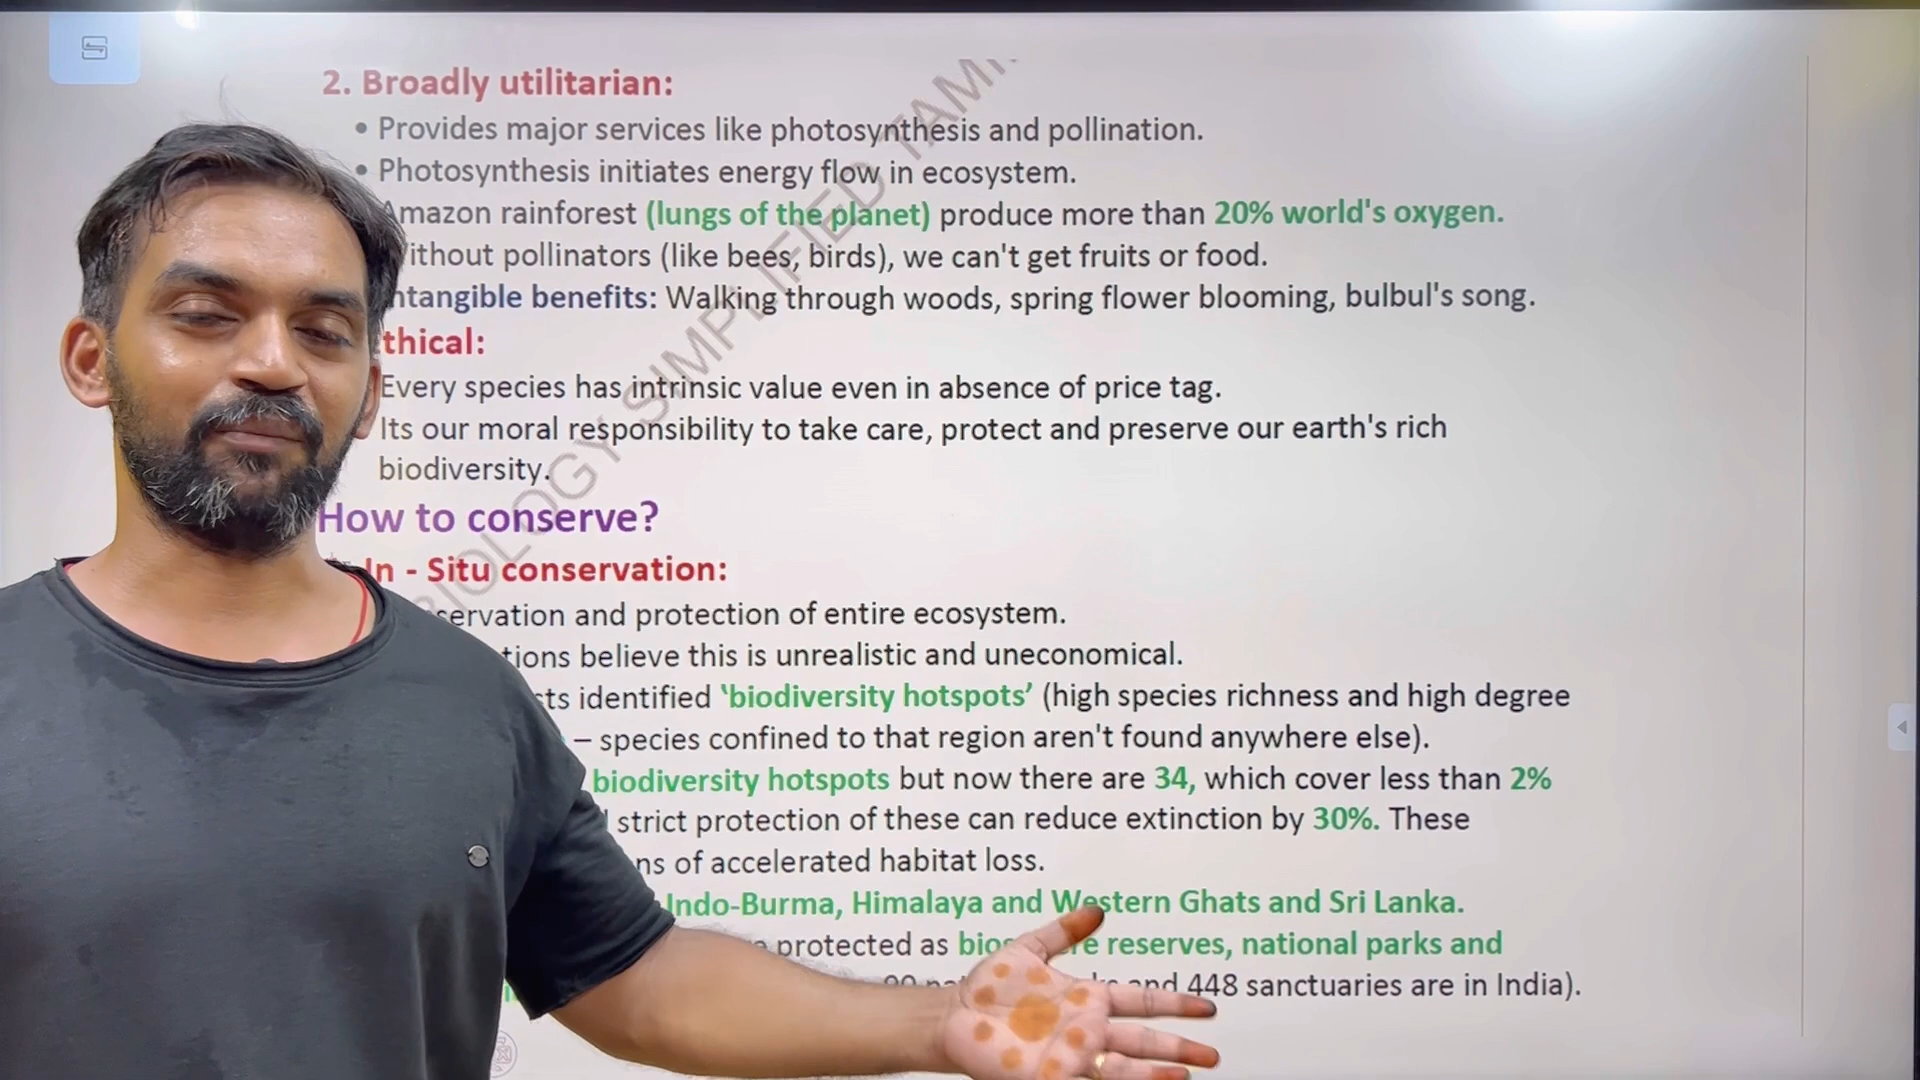 2. Broadly utilitarian:
• Provides major services like photosynthesis and pollination.
• Photosynthesis initiates energy flow in ecosystem.
Amazon rainforest (lungs of the planet) produce more than 20% world's oxygen.
ithout pollinators (like bees, birds), we can't get fruits or food.
ntangible benefits: Walking through woods, spring flower blooming, bulbul's song.
thical:
Every species has intrinsic value even in absence of price tag.
Its our moral responsibility to take care, protect and preserve our earth's rich
biodiversity.
How to conserve?
In - Situ conservation:
servation and protection of entire ecosystem.
tions believe this is unrealistic and uneconomical.
ts identified ‘biodiversity hotspots’ (high species richness and high degree
– species confined to that region aren't found anywhere else).
biodiversity hotspots but now there are 34, which cover less than 2%
strict protection of these can reduce extinction by 30%. These
ns of accelerated habitat loss.
Indo-Burma, Himalaya and Western Ghats and Sri Lanka.
protected as reserves, national parks and
and 448 sanctuaries are in India).
BIOLOGY SIMPLIFIED TAMI